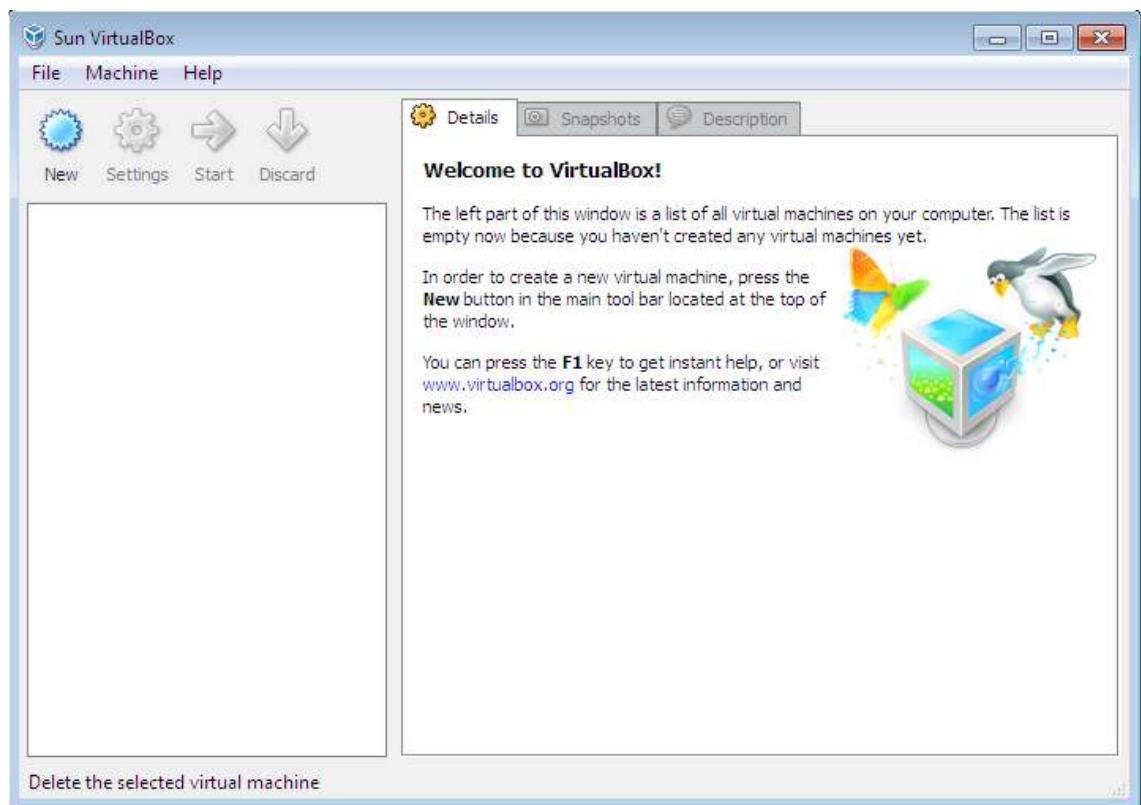 Sun VirtualBox
File Machine Help
New Settings Start Discard
Details Snapshots Description
Welcome to VirtualBox!
The left part of this window is a list of all virtual machines on your computer. The list is
empty now because you haven't created any virtual machines yet.
In order to create a new virtual machine, press the
New button in the main tool bar located at the top of
the window.
You can press the F1 key to get instant help, or visit
www.virtualbox.org for the latest information and
news.
Delete the selected virtual machine